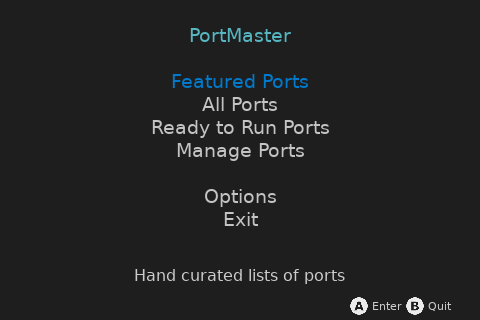 PortMaster
Featured Ports
All Ports
Ready to Run Ports
Manage Ports
Options
Exit
Hand curated lists of ports
A Enter B Quit